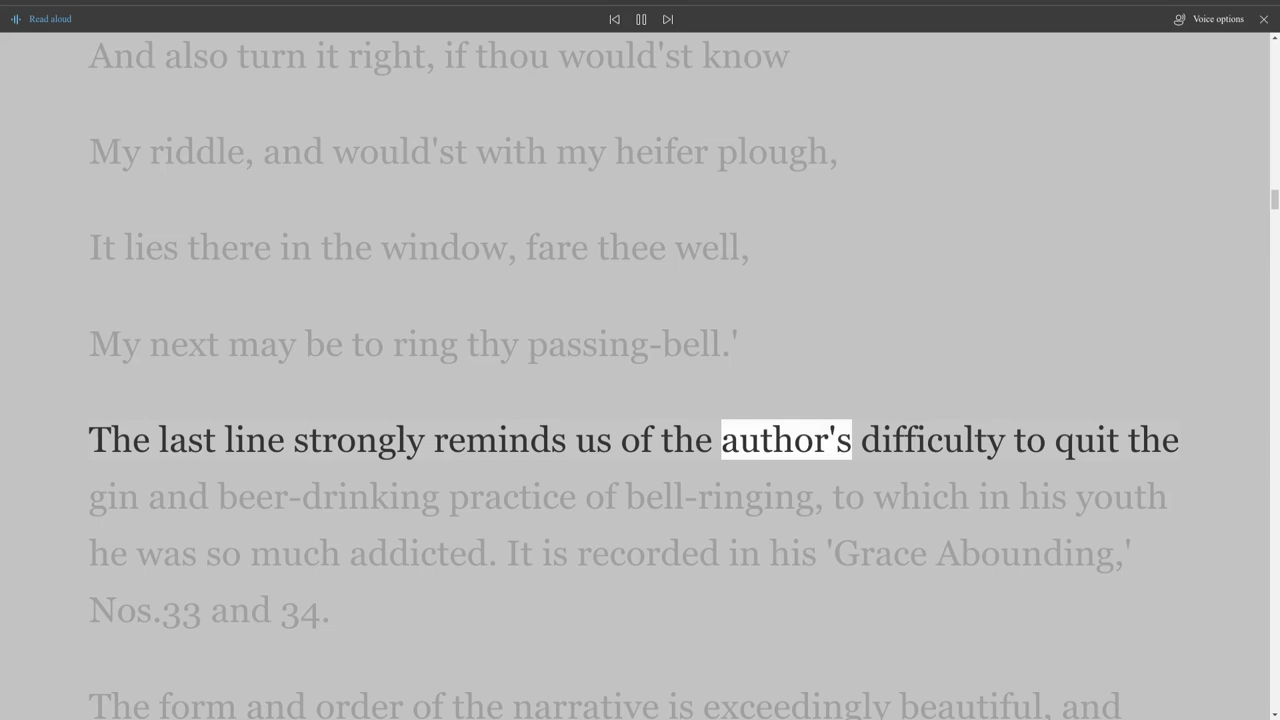 Read aloud
Voice options
And also turn it right, if thou would'st know
My riddle, and would'st with my heifer plough,
It lies there in the window, fare thee well,
My next may be to ring thy passing-bell.'
The last line strongly reminds us of the author's difficulty to quit the
gin and beer-drinking practice of bell-ringing, to which in his youth
he was so much addicted. It is recorded in his 'Grace Abounding,'
Nos.33 and 34.
The form and order of the narrative is exceedingly beautiful, and